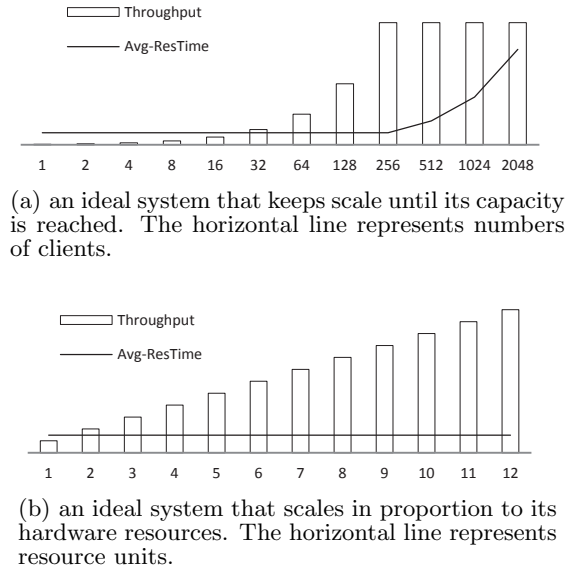 Throughput
Avg-ResTime
1 2 4 8 16 32 64 128 256 512 1024 2048
(a) an ideal system that keeps scale until its capacity
is reached. The horizontal line represents numbers
of clients.
Throughput
Avg-ResTime
1 2 3 4 5 6 7 8 9 10 11 12
(b) an ideal system that scales in proportion to its
hardware resources. The horizontal line represents
resource units.